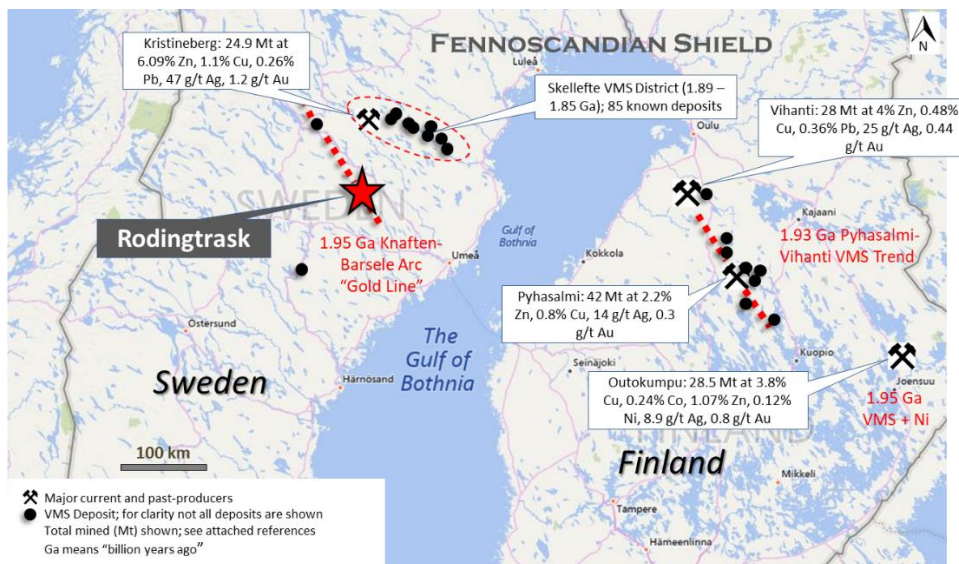 FENNOSCANDIAN SHIELD
N
Kristineberg: 24.9 Mt at
6.09% Zn, 1.1% Cu, 0.26%
Pb, 47 g/t Ag, 1.2 g/t Au
Luleå
Skellefte VMS District (1.89 –
1.85 Ga); 85 known deposits
Vihanti: 28 Mt at 4% Zn, 0.48%
Cu, 0.36% Pb, 25 g/t Ag, 0.44
g/t Au
Oulu
SWEDEN
Rodingtrask
1.95 Ga Knaften-
Barsele Arc
“Gold Line”
Umeå
Gulf of
Bothnia
Kokkola
Kajaani
1.93 Ga Pyhasalmi-
Vihanti VMS Trend
Pyhasalmi: 42 Mt at 2.2%
Zn, 0.8% Cu, 14 g/t Ag, 0.3
g/t Au
Östersund
The
Gulf of
Bothnia
Seinäjoki
Kuopio
Sweden
Härnösand
Outokumpu: 28.5 Mt at 3.8%
Cu, 0.24% Co, 1.07% Zn, 0.12%
Ni, 8.9 g/t Ag, 0.8 g/t Au
Joensuu
1.95 Ga
VMS + Ni
FINLAND
Finland
100 km
Mikkeli
Tampere
Hämeenlinna
Major current and past-producers
VMS Deposit; for clarity not all deposits are shown
Total mined (Mt) shown; see attached references
Ga means “billion years ago”